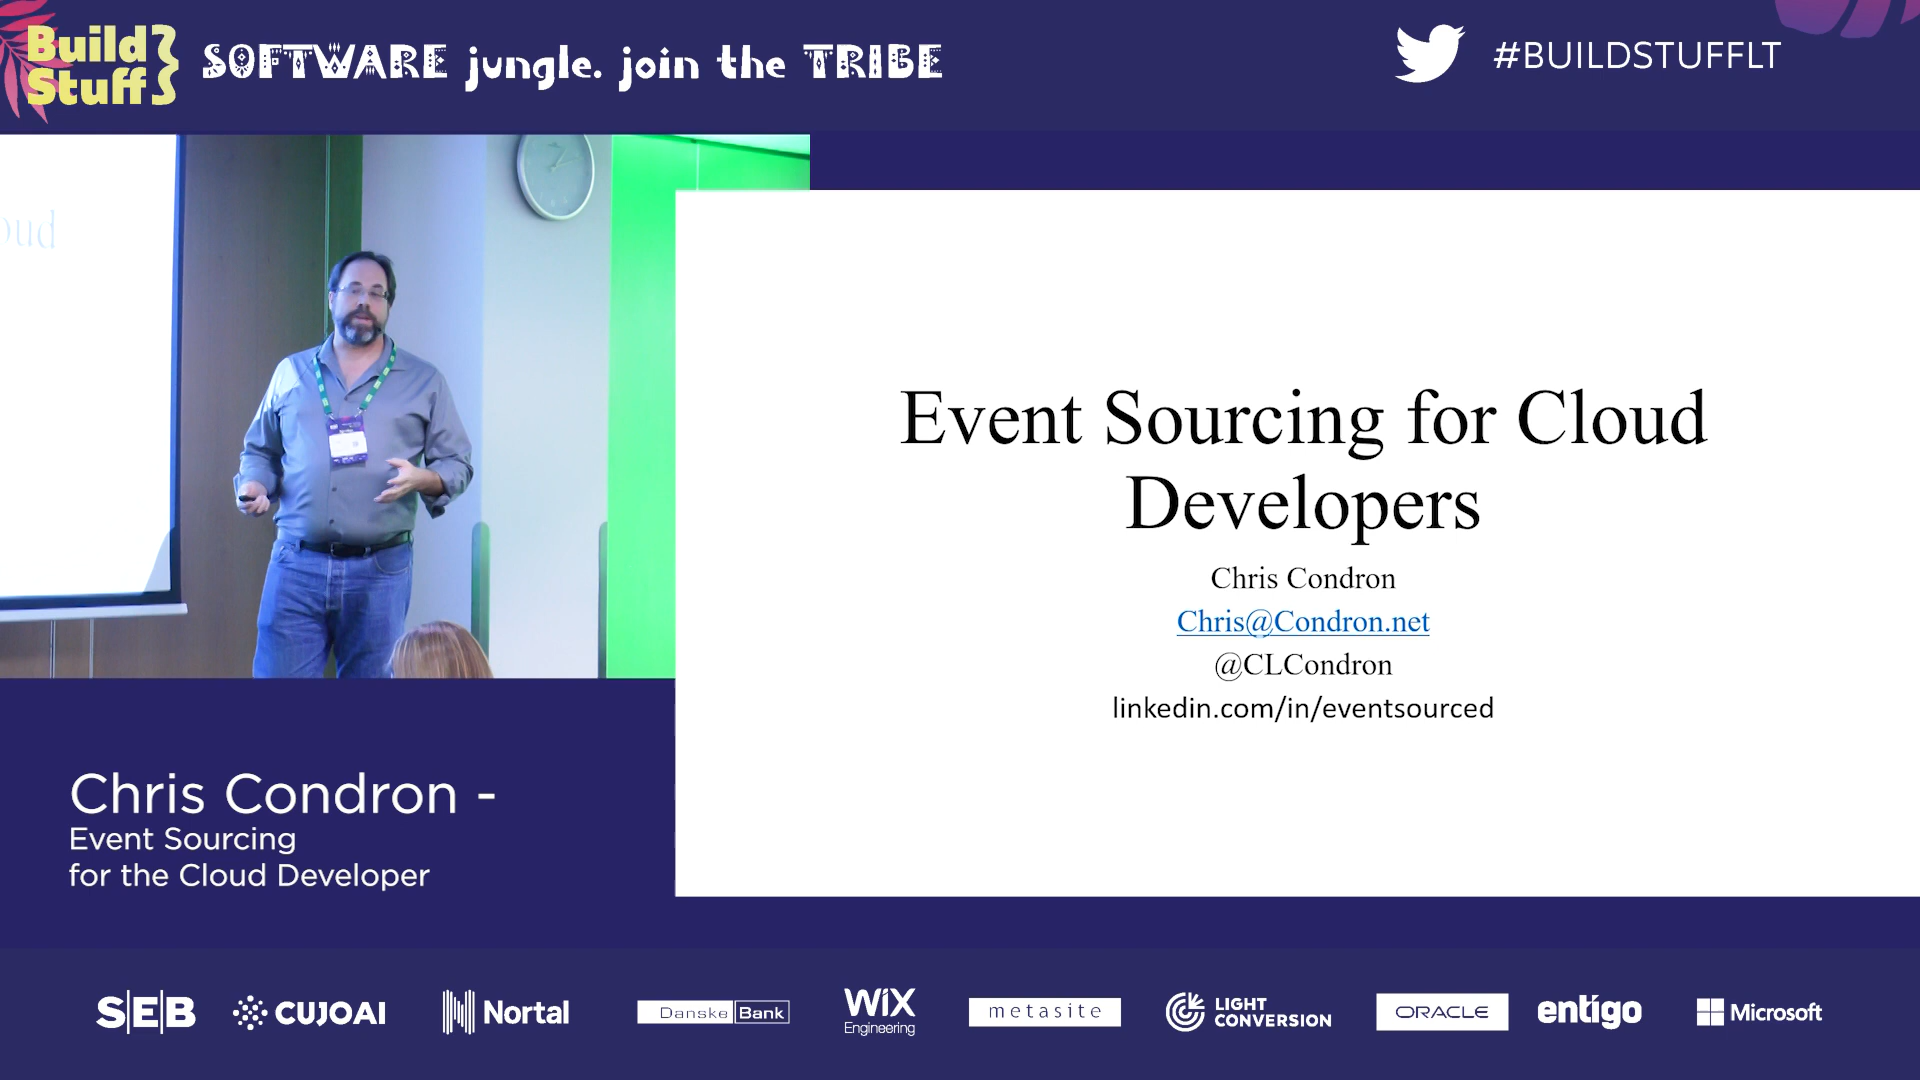 Build
Stuff
SOFTWARE jungle. join the TRIBE
#BUILDSTUFFLT
oud
Event Sourcing for Cloud
Developers
Chris Condron
Chris@Condron.net
@CLCondron
linkedin.com/in/eventsourced
Chris Condron -
Event Sourcing
for the Cloud Developer
S|E|B
CUJOAI
Nortal
Danske Bank
WiX
Engineering
metasite
LIGHT
CONVERSION
ORACLE
entigo
Microsoft